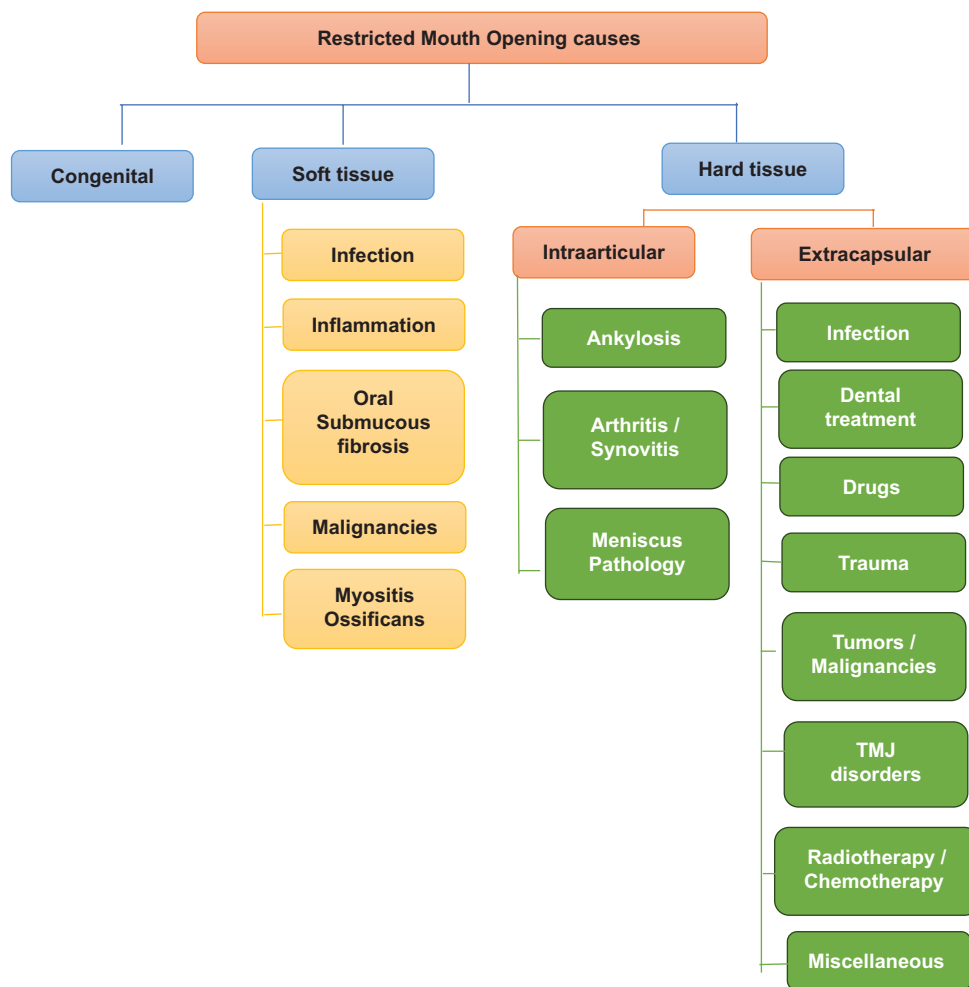 Restricted Mouth Opening causes
Congenital
Soft tissue
Hard tissue
Infection
Inflammation
Oral
Submucous
fibrosis
Malignancies
Myositis
Ossificans
Intraarticular
Ankylosis
Arthritis /
Synovitis
Meniscus
Pathology
Extracapsular
Infection
Dental
treatment
Drugs
Trauma
Tumors /
Malignancies
TMJ
disorders
Radiotherapy /
Chemotherapy
Miscellaneous